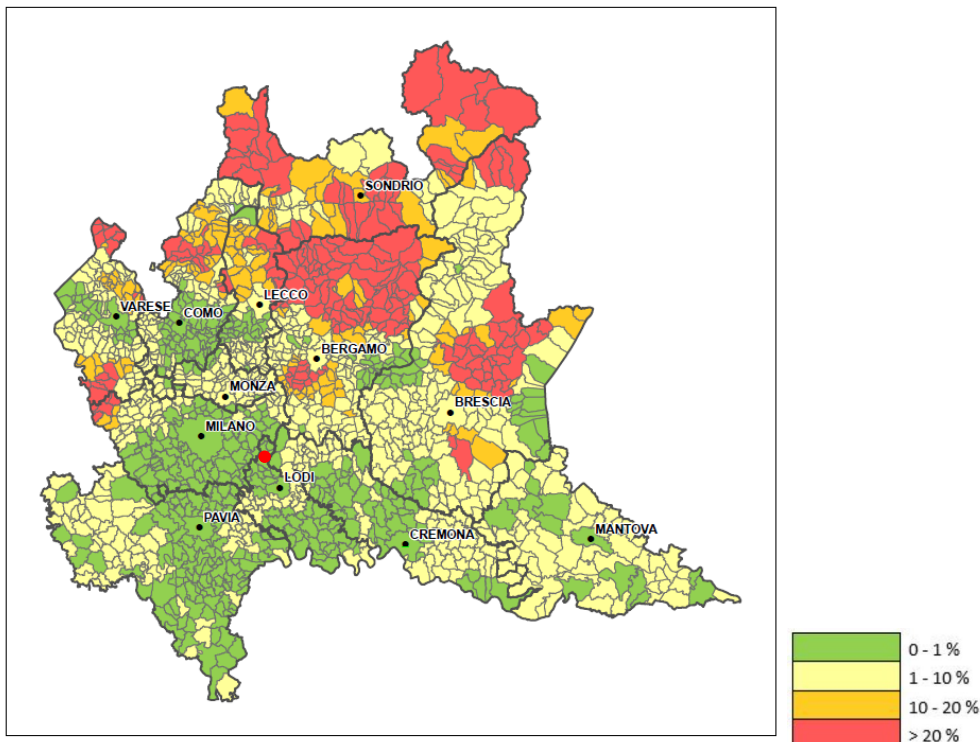 SONDRIO
LECCO
VARESE
COMO
BERGAMO
MONZA
BRESCIA
MILANO
LODI
PAVIA
CREMONA
MANTOVA
0 - 1 %
1 - 10 %
10 - 20 %
> 20 %